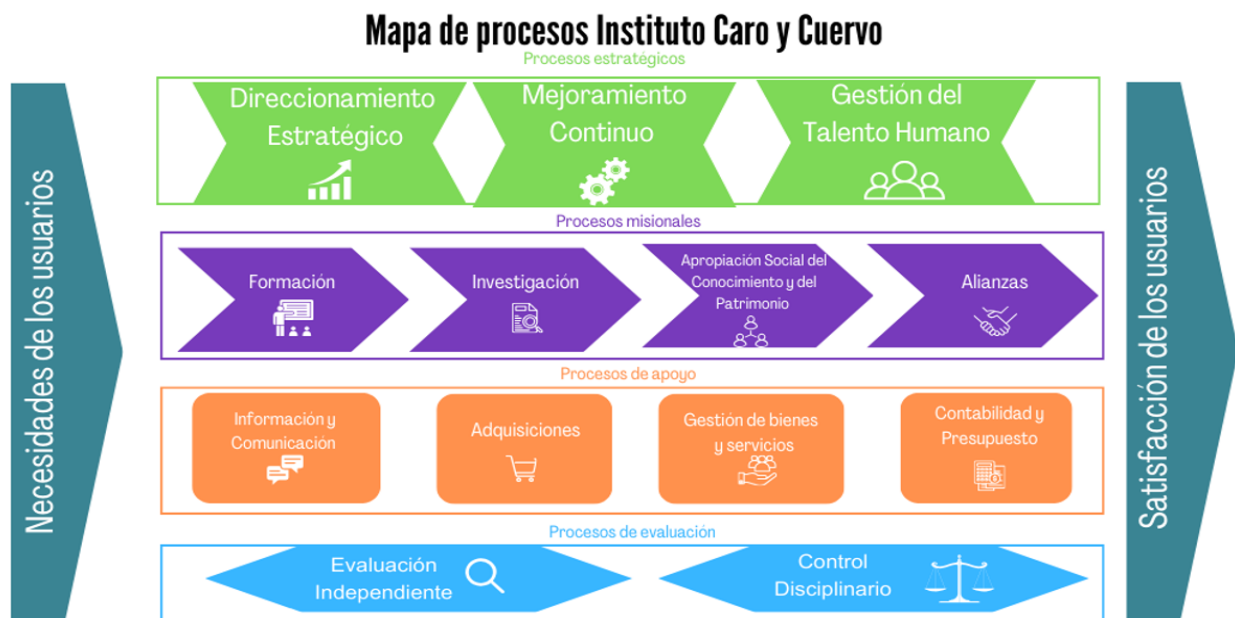 Mapa de procesos Instituto Caro y Cuervo
Necesidades de los usuarios
Procesos estratégicos
Direccionamiento
Estratégico
Mejoramiento
Continuo
Gestión del
Talento Humano
Procesos misionales
Formación
Investigación
Apropiación Social del
Conocimiento y del
Patrimonio
Alianzas
Procesos de apoyo
Información y
Comunicación
Adquisiciones
Gestión de bienes
y servicios
Contabilidad y
Presupuesto
Procesos de evaluación
Evaluación
Independiente
Control
Disciplinario
Satisfacción de los usuarios